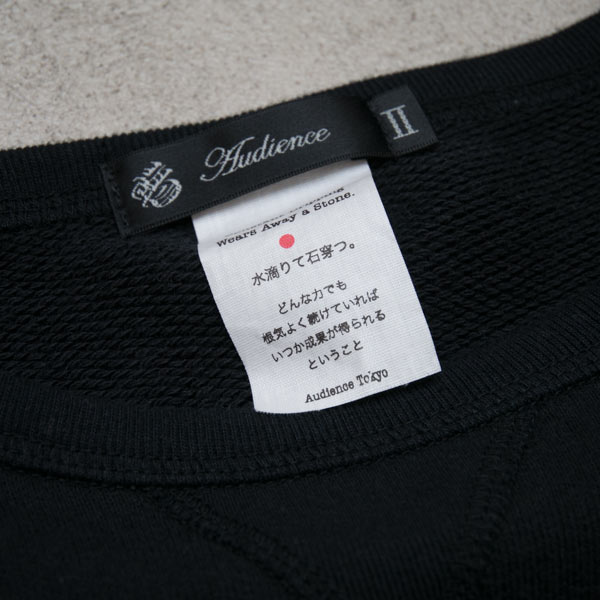 Audience
II
Wears Away a Stone.
水滴りて石穿つ。
どんな力でも
根気よく続けていれば
いつか成果が得られる
ということ
Audience Tokyo